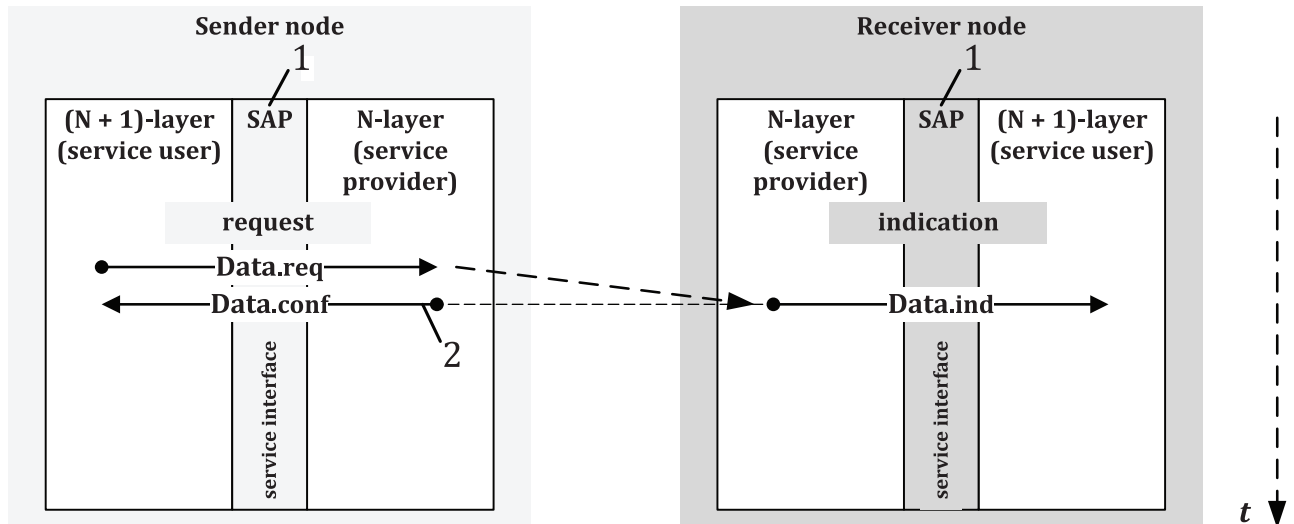 Sender node
1
(N + 1)-layer
(service user)
SAP
N-layer
(service
provider)
request
Data.req
Data.conf
2
service interface
Receiver node
1
N-layer
(service
provider)
SAP
(N + 1)-layer
(service user)
indication
Data.ind
service interface
t